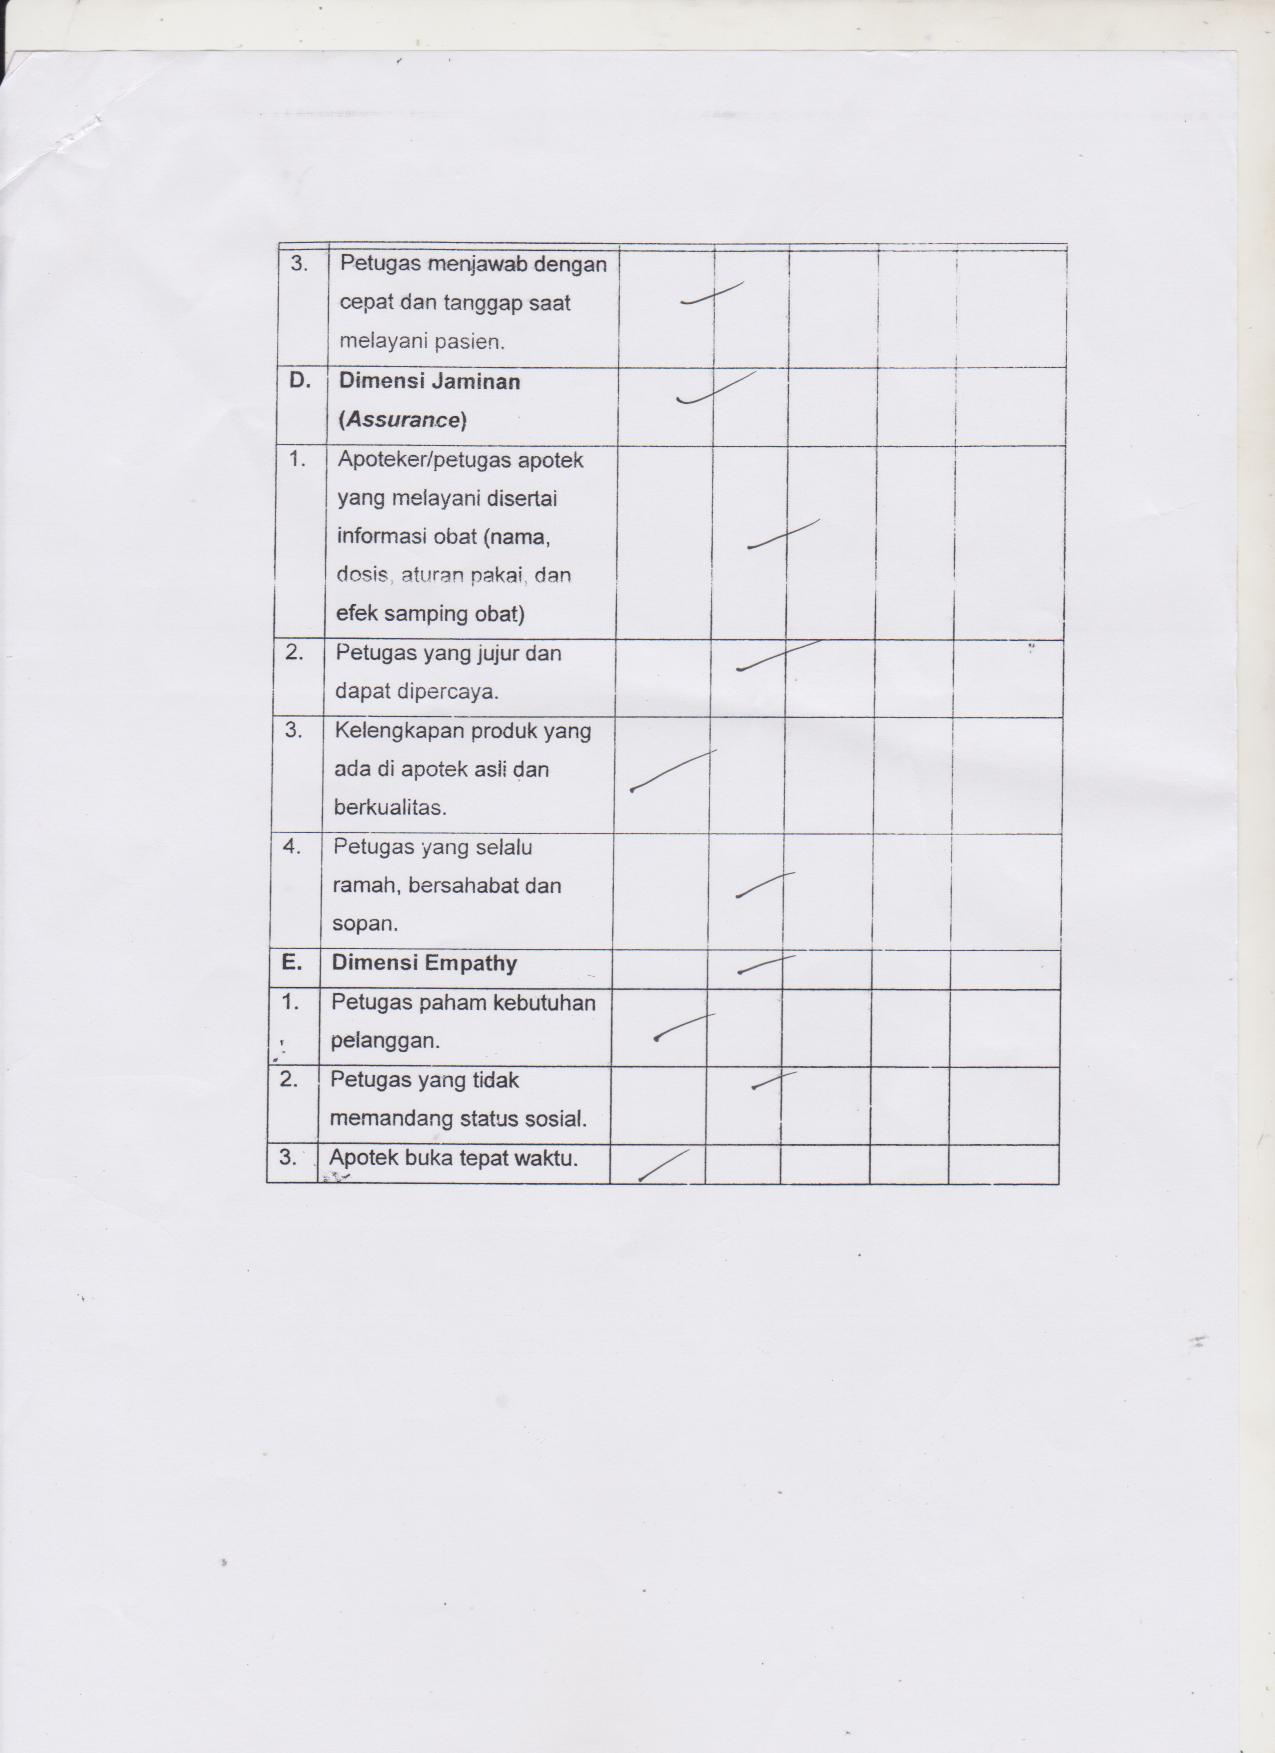 3. Petugas menjawab dengan
cepat dan tanggap saat
melayani pasien.
D. Dimensi Jaminan
(Assurance)
1. Apoteker/petugas apotek
yang melayani disertai
informasi obat (nama,
dosis, aturan pakai, dan
efek samping obat)
2. Petugas yang jujur dan
dapat dipercaya.
3. Kelengkapan produk yang
ada di apotek asli dan
berkualitas.
4. Petugas yang selalu
ramah, bersahabat dan
sopan.
E. Dimensi Empathy
1. Petugas paham kebutuhan
pelanggan.
2. Petugas yang tidak
memandang status sosial.
3. Apotek buka tepat waktu.